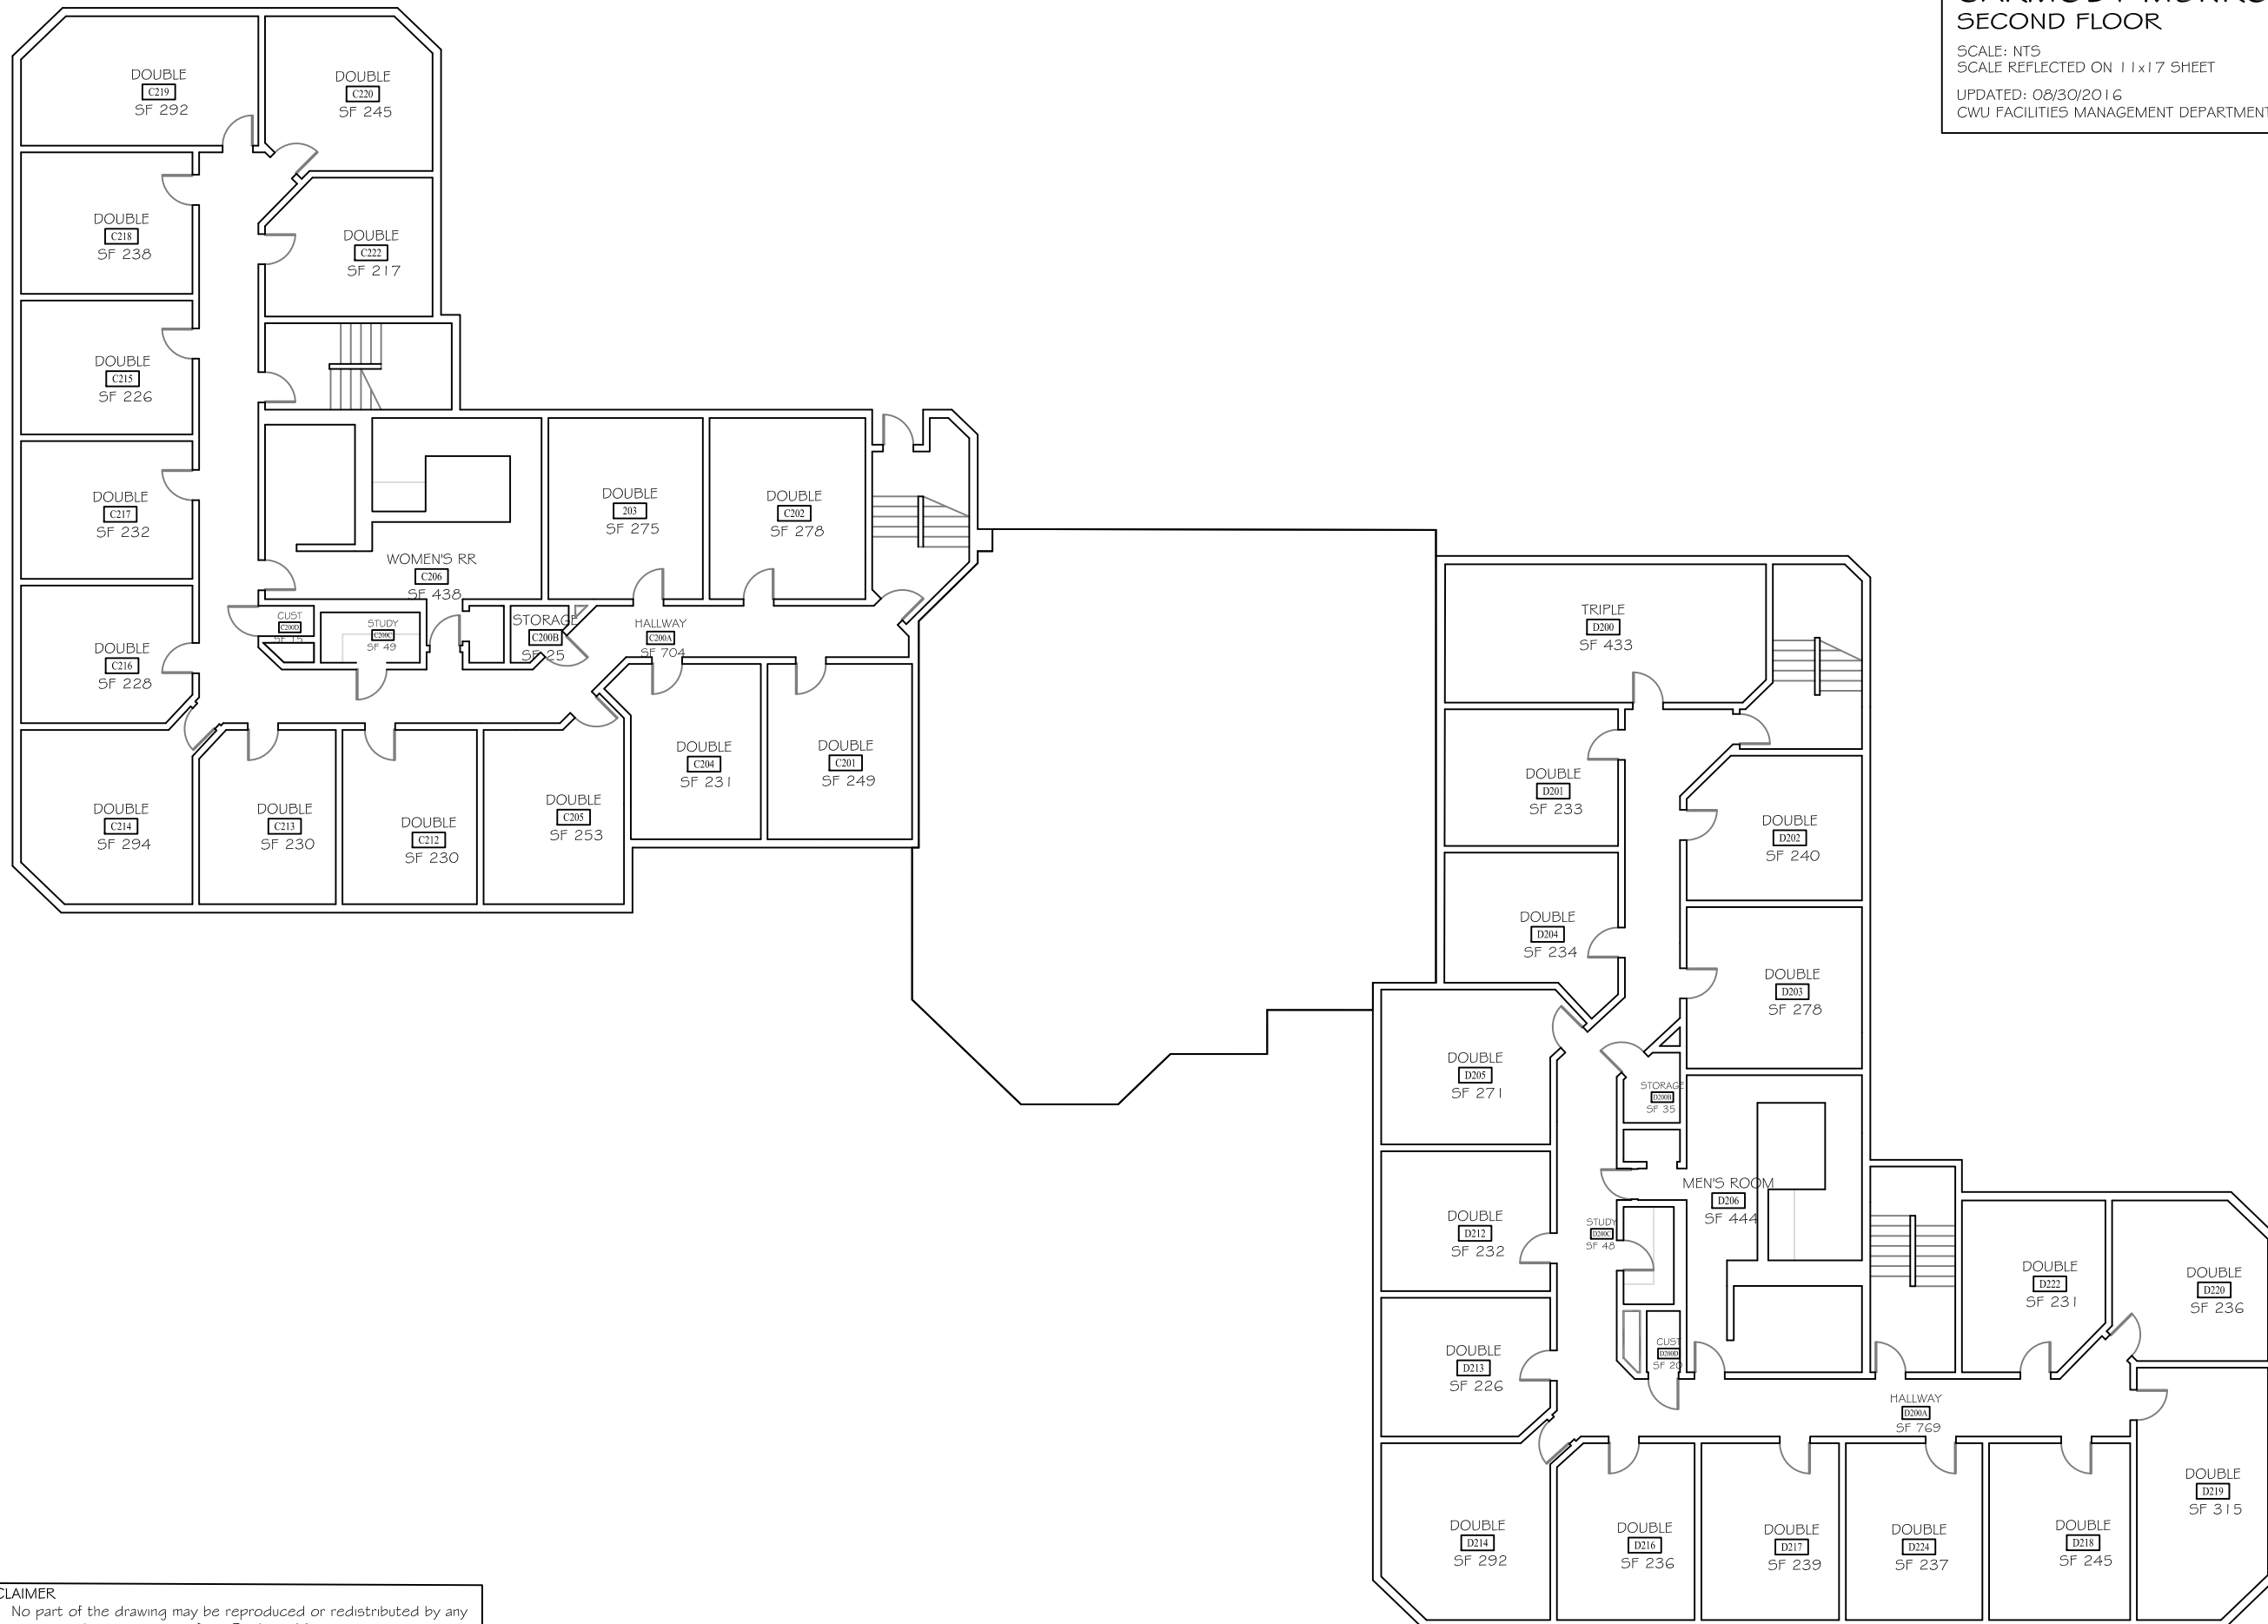 SECOND FLOOR
SCALE: NTS
SCALE REFLECTED ON 11x17 SHEET
UPDATED: 08/30/2016
CWU FACILITIES MANAGEMENT DEPARTMENT
DOUBLE
C219
SF 292
DOUBLE
C220
SF 245
DOUBLE
C218
SF 238
DOUBLE
C222
SF 217
DOUBLE
C215
SF 226
DOUBLE
C217
SF 232
DOUBLE
203
SF 275
DOUBLE
C202
SF 278
WOMEN'S RR
C206
SF 438
CUST
C200D
SF 15
STUDY
C200C
SF 49
STORAGE
C200B
SF 25
HALLWAY
C200A
SF 704
DOUBLE
C216
SF 228
DOUBLE
C214
SF 294
DOUBLE
C213
SF 230
DOUBLE
C212
SF 230
DOUBLE
C205
SF 253
DOUBLE
C204
SF 231
DOUBLE
C201
SF 249
TRIPLE
D200
SF 433
DOUBLE
D201
SF 233
DOUBLE
D202
SF 240
DOUBLE
D204
SF 234
DOUBLE
D203
SF 278
DOUBLE
D205
SF 271
STORAGE
D200B
SF 35
MEN'S ROOM
D206
SF 444
DOUBLE
D212
SF 232
STUDY
D200C
SF 48
DOUBLE
D222
SF 231
DOUBLE
D220
SF 236
DOUBLE
D213
SF 226
CUST
D200D
SF 20
HALLWAY
D200A
SF 769
DOUBLE
D219
SF 315
DOUBLE
D214
SF 292
DOUBLE
D216
SF 236
DOUBLE
D217
SF 239
DOUBLE
D224
SF 237
DOUBLE
D218
SF 245
CLAIMER
No part of the drawing may be reproduced or redistributed by any